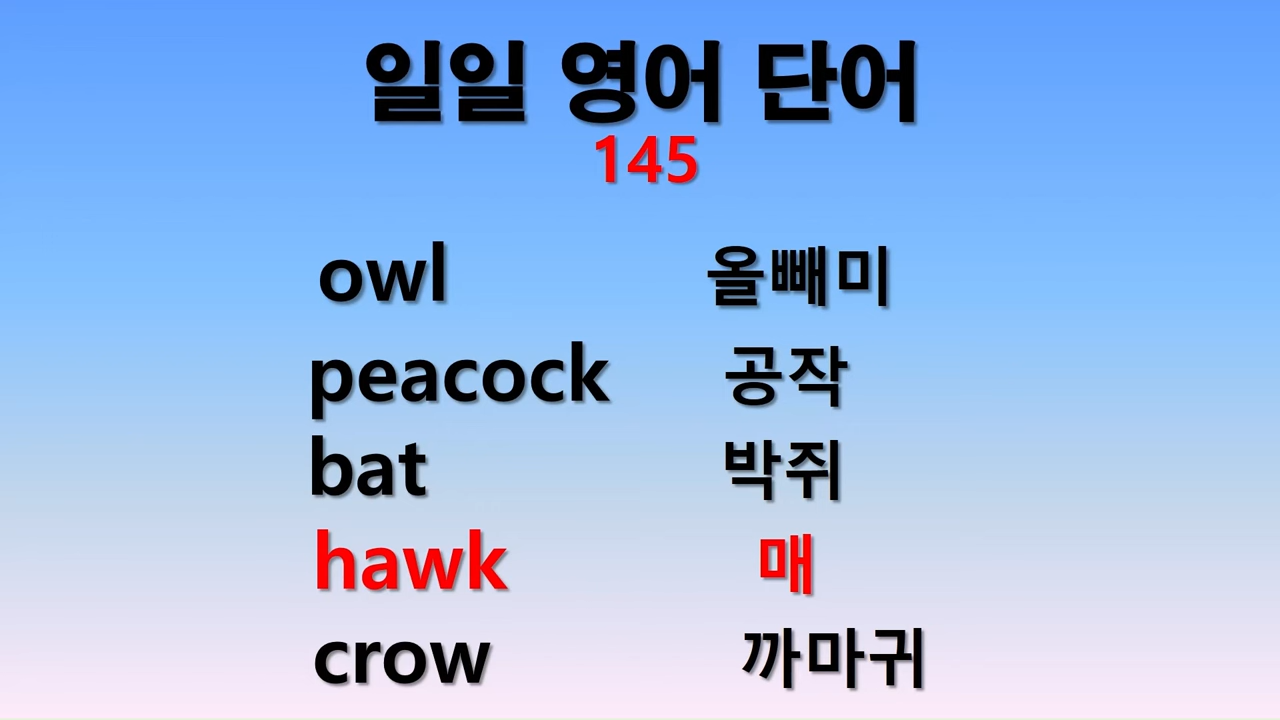 일일 영어 단어
145
owl 올빼미
peacock 공작
bat 박쥐
hawk 매
crow 까마귀